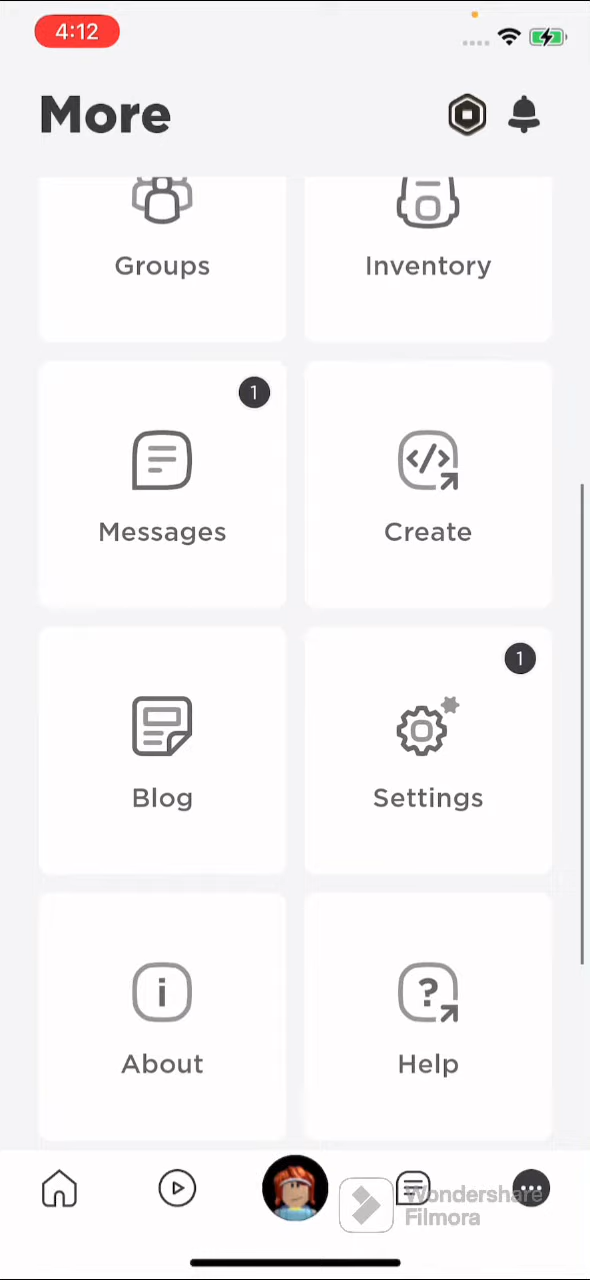 4:12
More
Groups
Inventory
1
Messages
Create
1
Blog
Settings
About
Help
Wondershare
Filmora